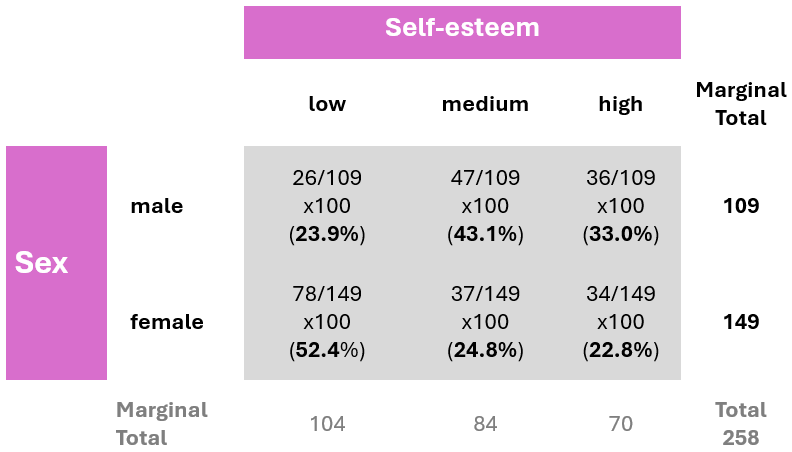 Self-esteem
low medium high Marginal
Total
26/109 47/109 36/109
male x100 x100 x100 109
(23.9%) (43.1%) (33.0%)
Sex
78/149 37/149 34/149
female x100 x100 x100 149
(52.4%) (24.8%) (22.8%)
Marginal Total
Total 104 84 70 258